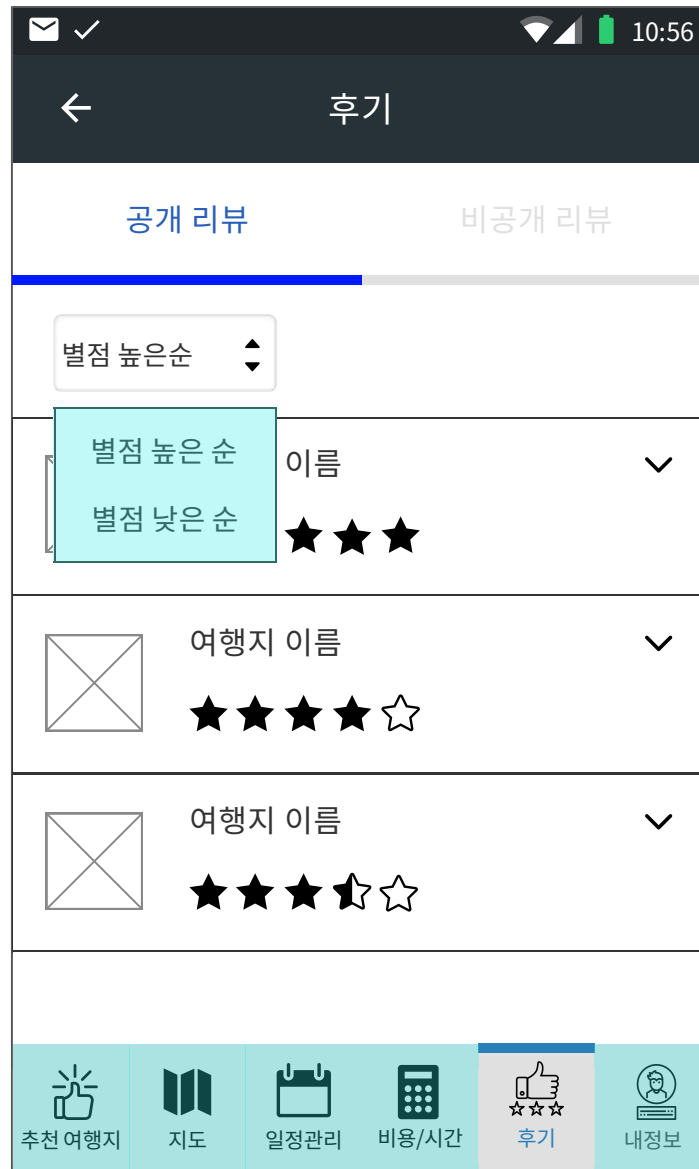 10:56
후기
공개 리뷰
비공개 리뷰
별점 높은순
별점 높은 순
별점 낮은 순
이름
여행지 이름
여행지 이름
추천 여행지
지도
일정관리
비용/시간
후기
내정보